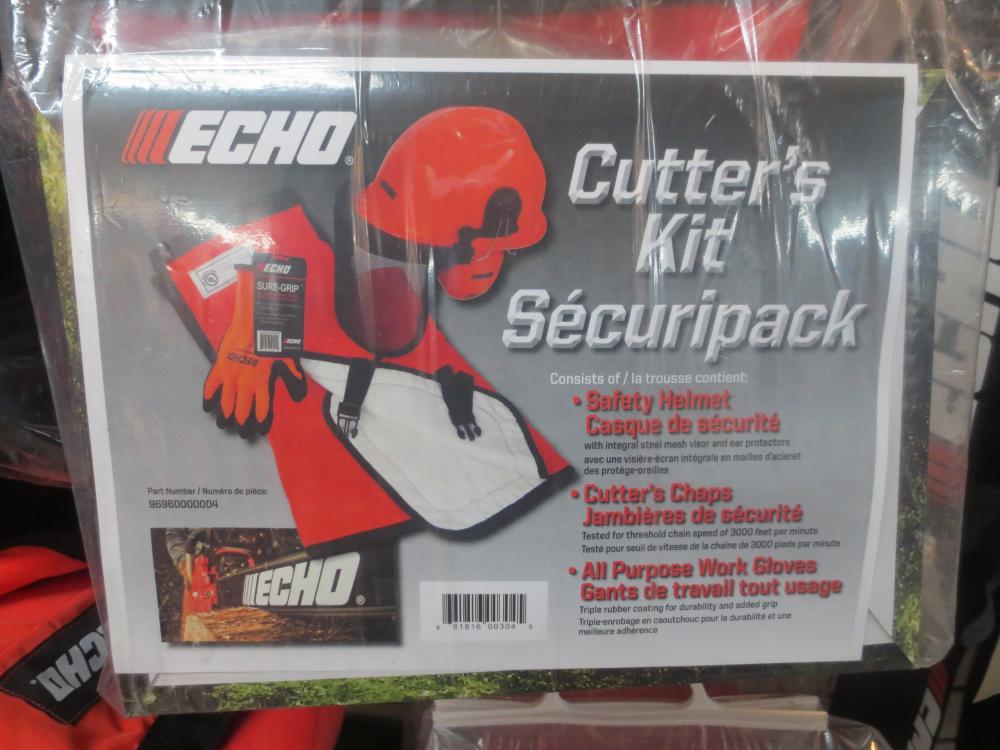 ECHO®
Cutter's
Kit
Sécuripack
ECHO
SURE-GRIP
ECHO
ECHO
Consists of / la trousse contient:
• Safety Helmet
Casque de sécurité
with integral steel mesh visor and ear protectors
avec une visière-écran intégrale en mailles d'acieret
des protège-oreilles
• Cutter's Chaps
Jambières de sécurité
Tested for threshold chain speed of 3000 feet per minute
Testé pour seuil de vitesse de la chaîne de 3000 pieds par minute
• All Purpose Work Gloves
Gants de travail tout usage
Triple rubber coating for durability and added grip
Triple-enrobage en caoutchouc pour la durabilité et une
meilleure adhérence
Part Number / Numéro de pièce:
96960000004
ECHO®
6 61816 00304
ECHO